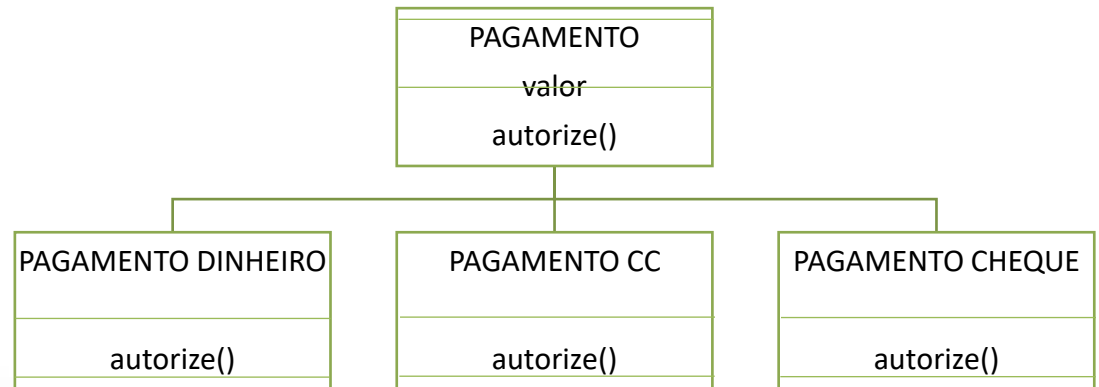 PAGAMENTO
valor
autorize()
PAGAMENTO DINHEIRO
autorize()
PAGAMENTO CC
autorize()
PAGAMENTO CHEQUE
autorize()